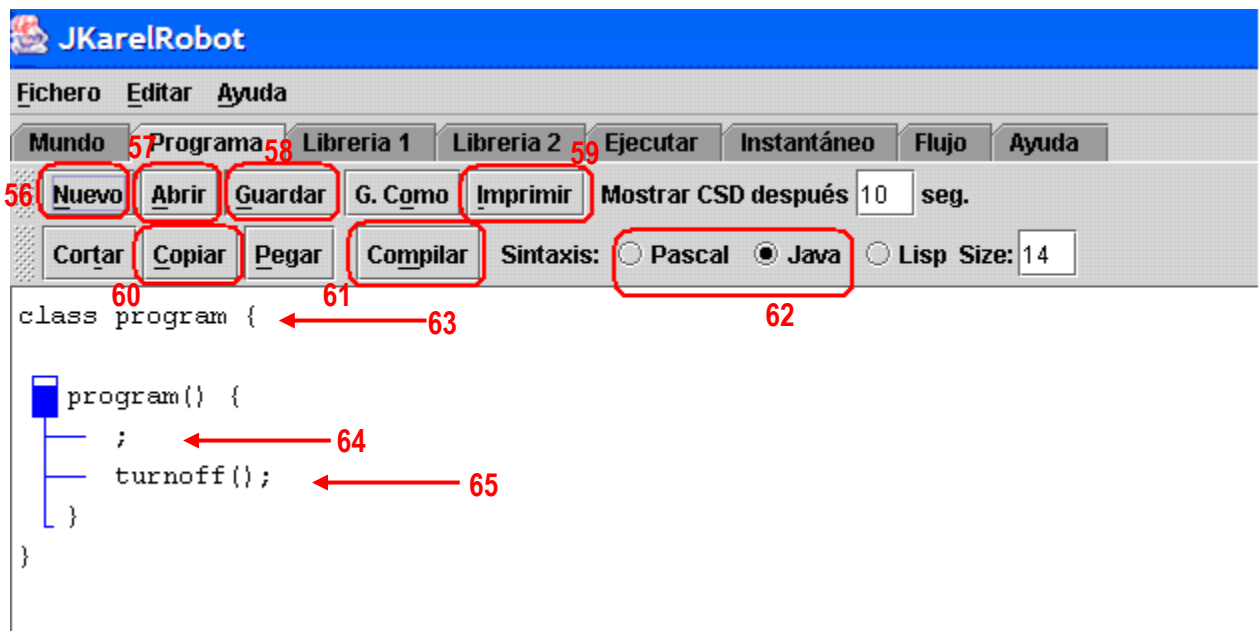 JKarelRobot
Fichero Editar Ayuda
Mundo Programa Libreria 1 Libreria 2 Ejecutar Instantáneo Flujo Ayuda
57 58 59
56 Nuevo Abrir Guardar G. Como Imprimir Mostrar CSD después 10 seg.
Cortar Copiar Pegar Compilar Sintaxis: Pascal Java Lisp Size: 14
60 61 62
class program { 63
program() {
; 64
turnoff(); 65
}
}